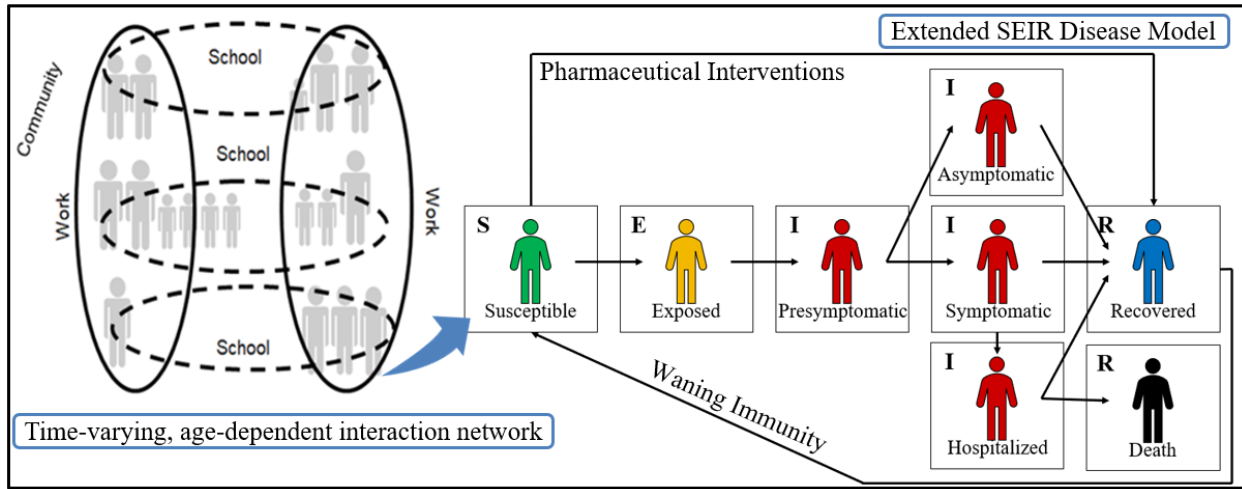 Community
School
School
School
Work
Work
Time-varying, age-dependent interaction network
Extended SEIR Disease Model
Pharmaceutical Interventions
I
Asymptomatic
S
Susceptible
E
Exposed
I
Presymptomatic
I
Symptomatic
R
Recovered
I
Hospitalized
R
Death
Waning Immunity